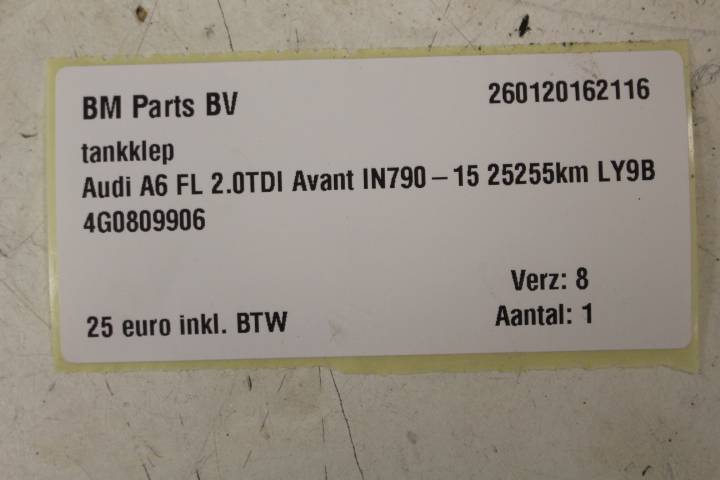 BM Parts BV 260120162116
tankklep
Audi A6 FL 2.0TDI Avant IN790-15 25255km LY9B
4G0809906
Verz: 8
25 euro inkl. BTW Aantal: 1